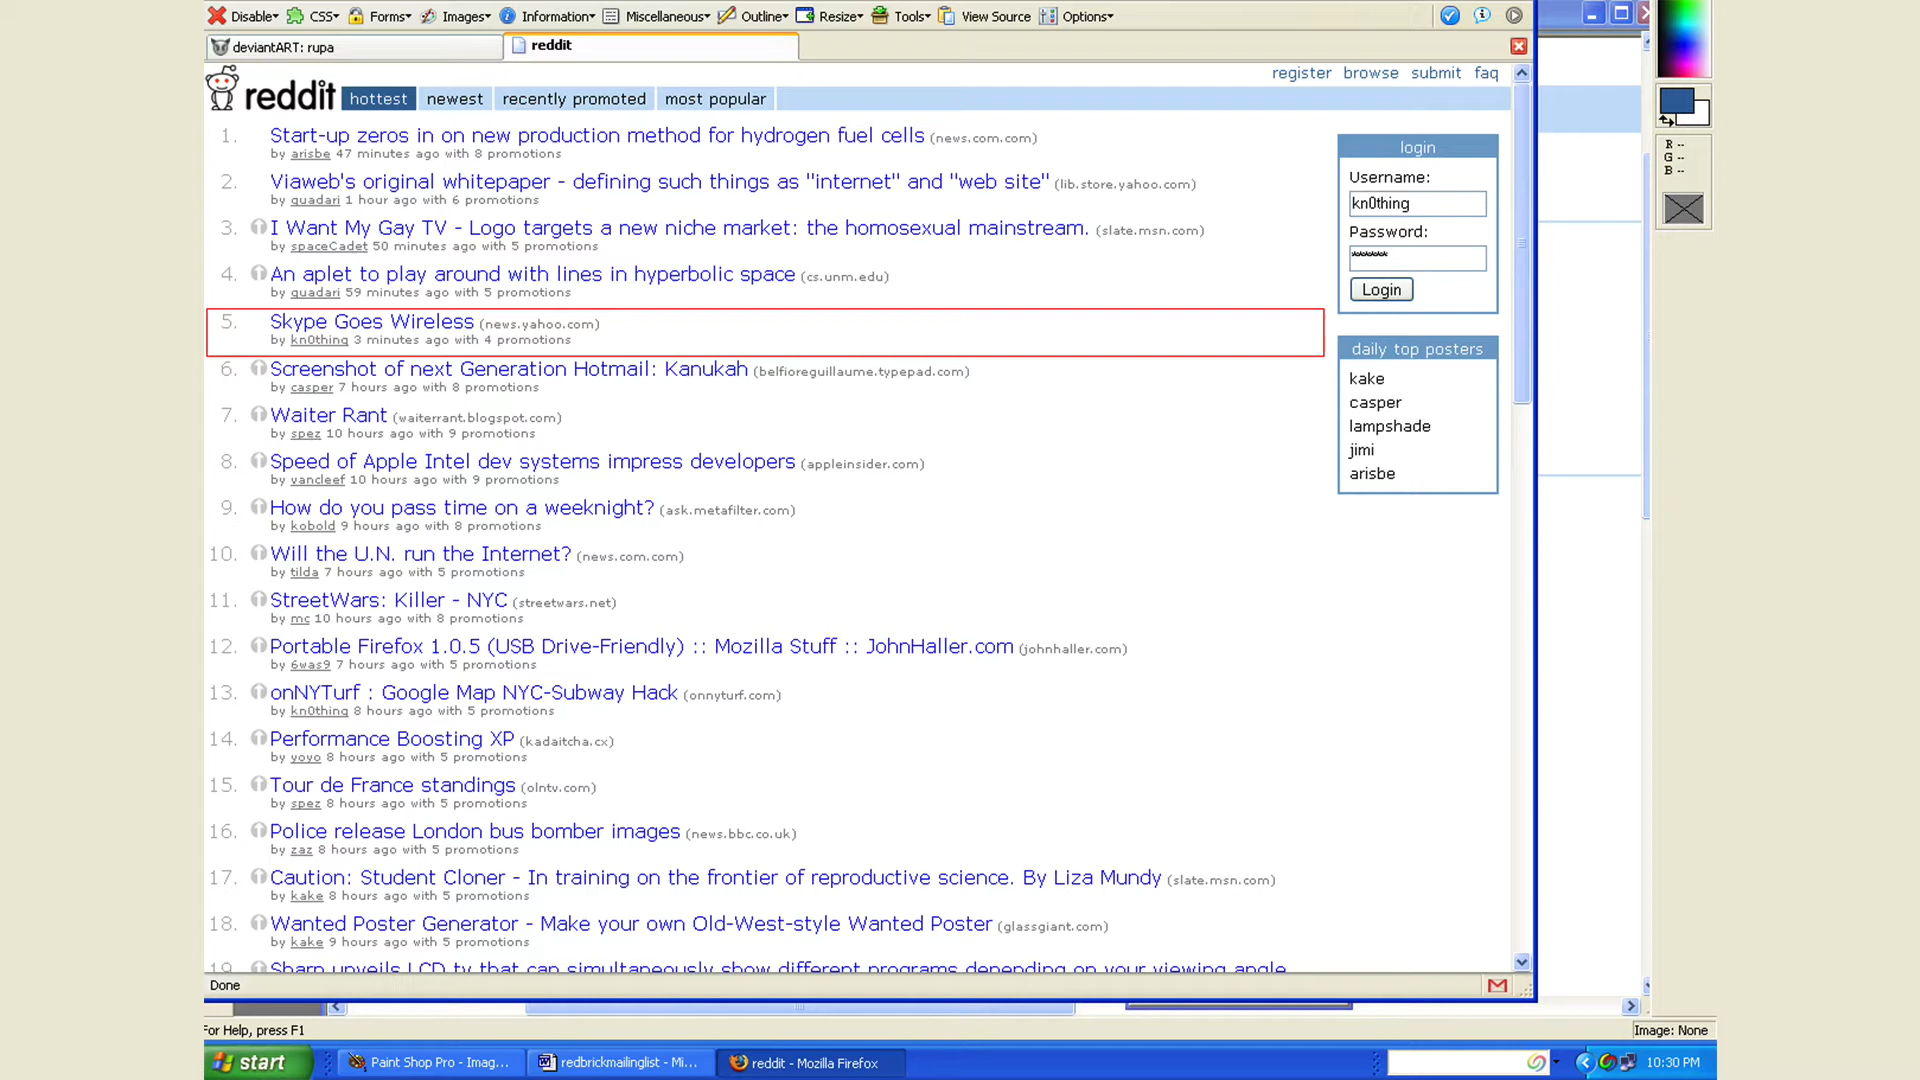 Disable CSS Forms Images Information Miscellaneous Outline Resize Tools View Source Options
deviantART: rupa
reddit
register browse submit faq
reddit hottest newest recently promoted most popular
1. Start-up zeros in on new production method for hydrogen fuel cells (news.com.com)
by arisbe 47 minutes ago with 8 promotions
2. Viaweb's original whitepaper - defining such things as "internet" and "web site" (lib.store.yahoo.com)
by quadari 1 hour ago with 6 promotions
3. I Want My Gay TV - Logo targets a new niche market: the homosexual mainstream. (slate.msn.com)
by spaceCadet 50 minutes ago with 5 promotions
4. An aplet to play around with lines in hyperbolic space (cs.unm.edu)
by quadari 59 minutes ago with 5 promotions
5. Skype Goes Wireless (news.yahoo.com)
by kn0thing 3 minutes ago with 4 promotions
6. Screenshot of next Generation Hotmail: Kanukah (belfioreguillaume.typepad.com)
by casper 7 hours ago with 8 promotions
7. Waiter Rant (waiterrant.blogspot.com)
by spez 10 hours ago with 9 promotions
8. Speed of Apple Intel dev systems impress developers (appleinsider.com)
by vancleef 10 hours ago with 9 promotions
9. How do you pass time on a weeknight? (ask.metafilter.com)
by kobold 9 hours ago with 8 promotions
10. Will the U.N. run the Internet? (news.com.com)
by tilda 7 hours ago with 5 promotions
11. StreetWars: Killer - NYC (streetwars.net)
by mc 10 hours ago with 8 promotions
12. Portable Firefox 1.0.5 (USB Drive-Friendly) :: Mozilla Stuff :: JohnHaller.com (johnhaller.com)
by 6was9 7 hours ago with 5 promotions
13. onNYTurf : Google Map NYC-Subway Hack (onnyturf.com)
by kn0thing 8 hours ago with 5 promotions
14. Performance Boosting XP (kadaitcha.cx)
by yoyo 8 hours ago with 5 promotions
15. Tour de France standings (olntv.com)
by spez 8 hours ago with 5 promotions
16. Police release London bus bomber images (news.bbc.co.uk)
by zaz 8 hours ago with 5 promotions
17. Caution: Student Cloner - In training on the frontier of reproductive science. By Liza Mundy (slate.msn.com)
by kake 8 hours ago with 5 promotions
18. Wanted Poster Generator - Make your own Old-West-style Wanted Poster (glassgiant.com)
by kake 9 hours ago with 5 promotions
19. Sharp unveils LCD tv that can simultaneously show different programs depending on your viewing angle
login
Username:
kn0thing
Password:
******
Login
daily top posters
kake
casper
lampshade
jimi
arisbe
R --
G --
B --
Done
For Help, press F1
Image: None
start Paint Shop Pro - Imag... redbrickmailinglist - Mi... reddit - Mozilla Firefox 10:30 PM